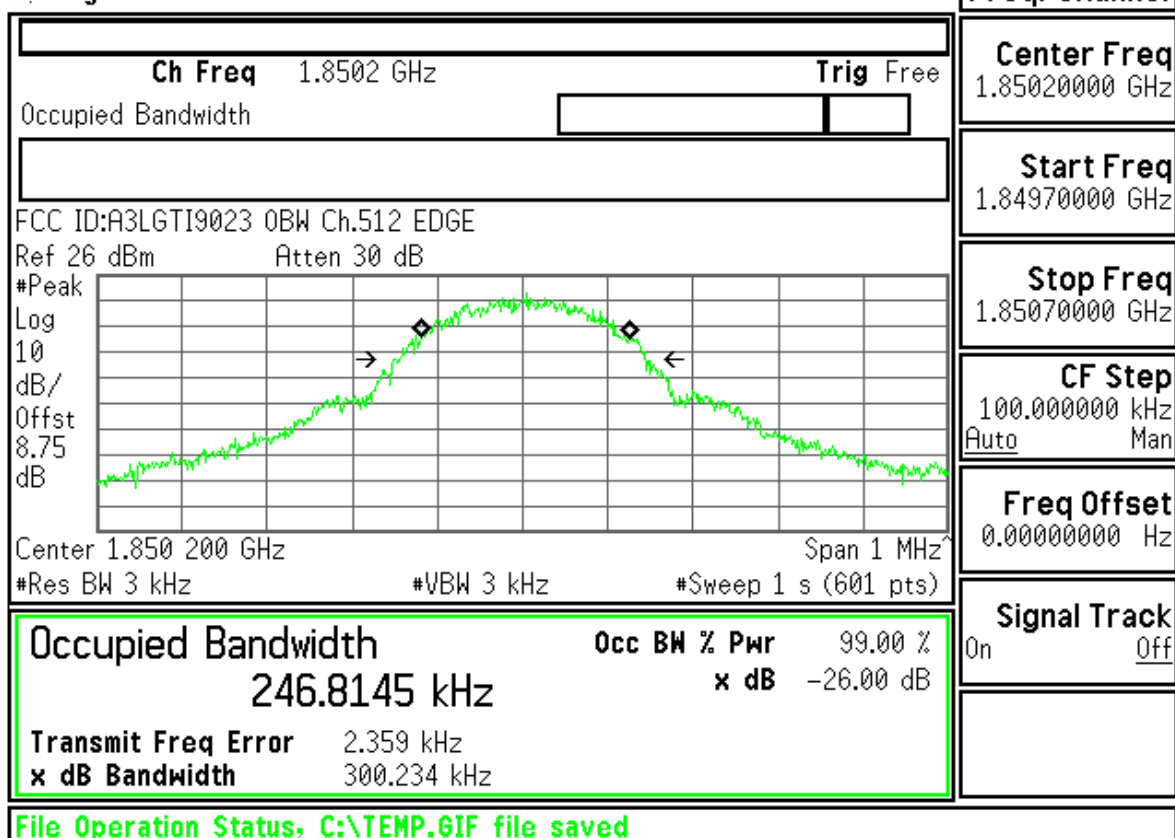 Ch Freq 1.8502 GHz Trig Free
Occupied Bandwidth
FCC ID:A3LGTI9023 OBW Ch.512 EDGE
Ref 26 dBm Atten 30 dB
#Peak
Log
10
dB/
Offst
8.75
dB
Center 1.850 200 GHz Span 1 MHz^
#Res BW 3 kHz #VBW 3 kHz #Sweep 1 s (601 pts)
Occupied Bandwidth
246.8145 kHz
Occ BW % Pwr 99.00 %
x dB -26.00 dB
Transmit Freq Error 2.359 kHz
x dB Bandwidth 300.234 kHz
File Operation Status, C:\TEMP.GIF file saved
Center Freq
1.85020000 GHz
Start Freq
1.84970000 GHz
Stop Freq
1.85070000 GHz
CF Step
100.000000 kHz
Auto Man
Freq Offset
0.00000000 Hz
Signal Track
On Off